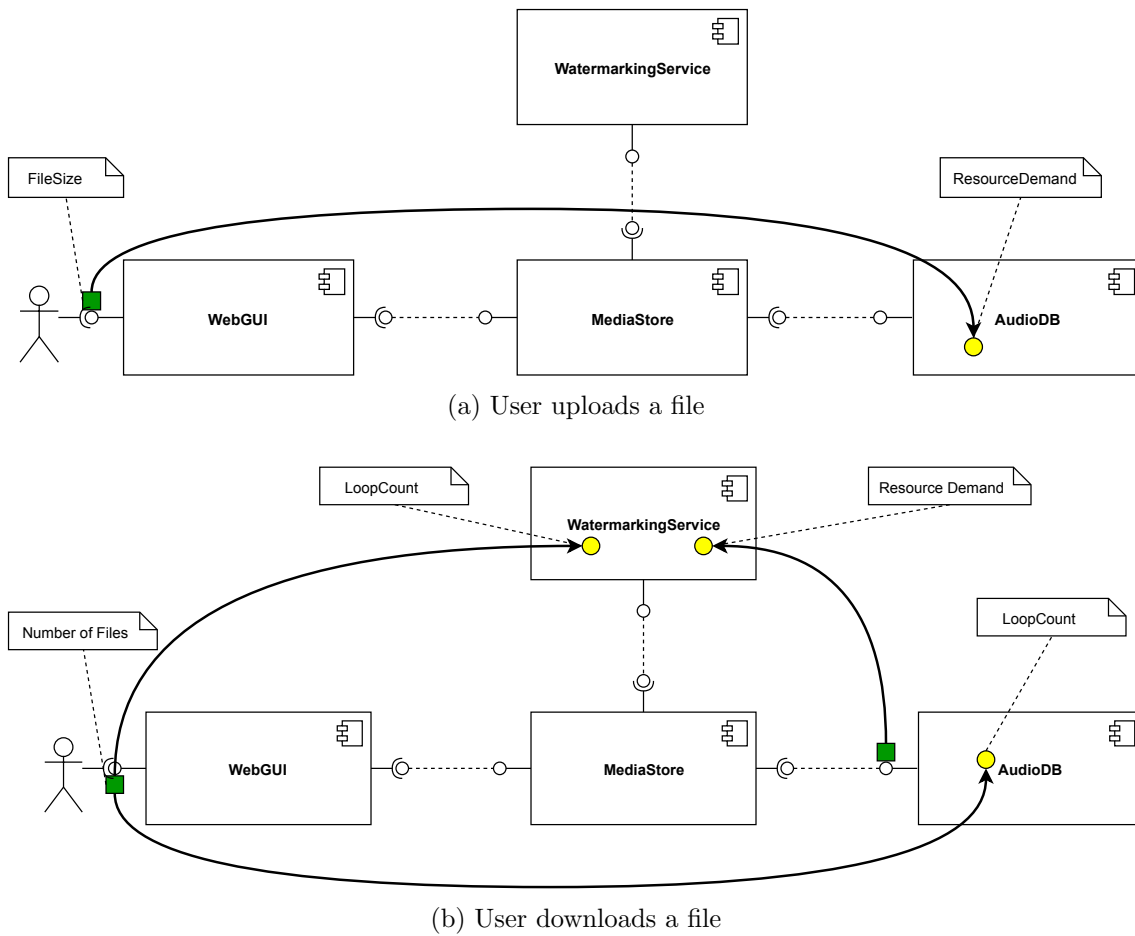 WatermarkingService
FileSize
ResourceDemand
WebGUI
MediaStore
AudioDB
(a) User uploads a file
LoopCount
Resource Demand
WatermarkingService
Number of Files
LoopCount
WebGUI
MediaStore
AudioDB
(b) User downloads a file